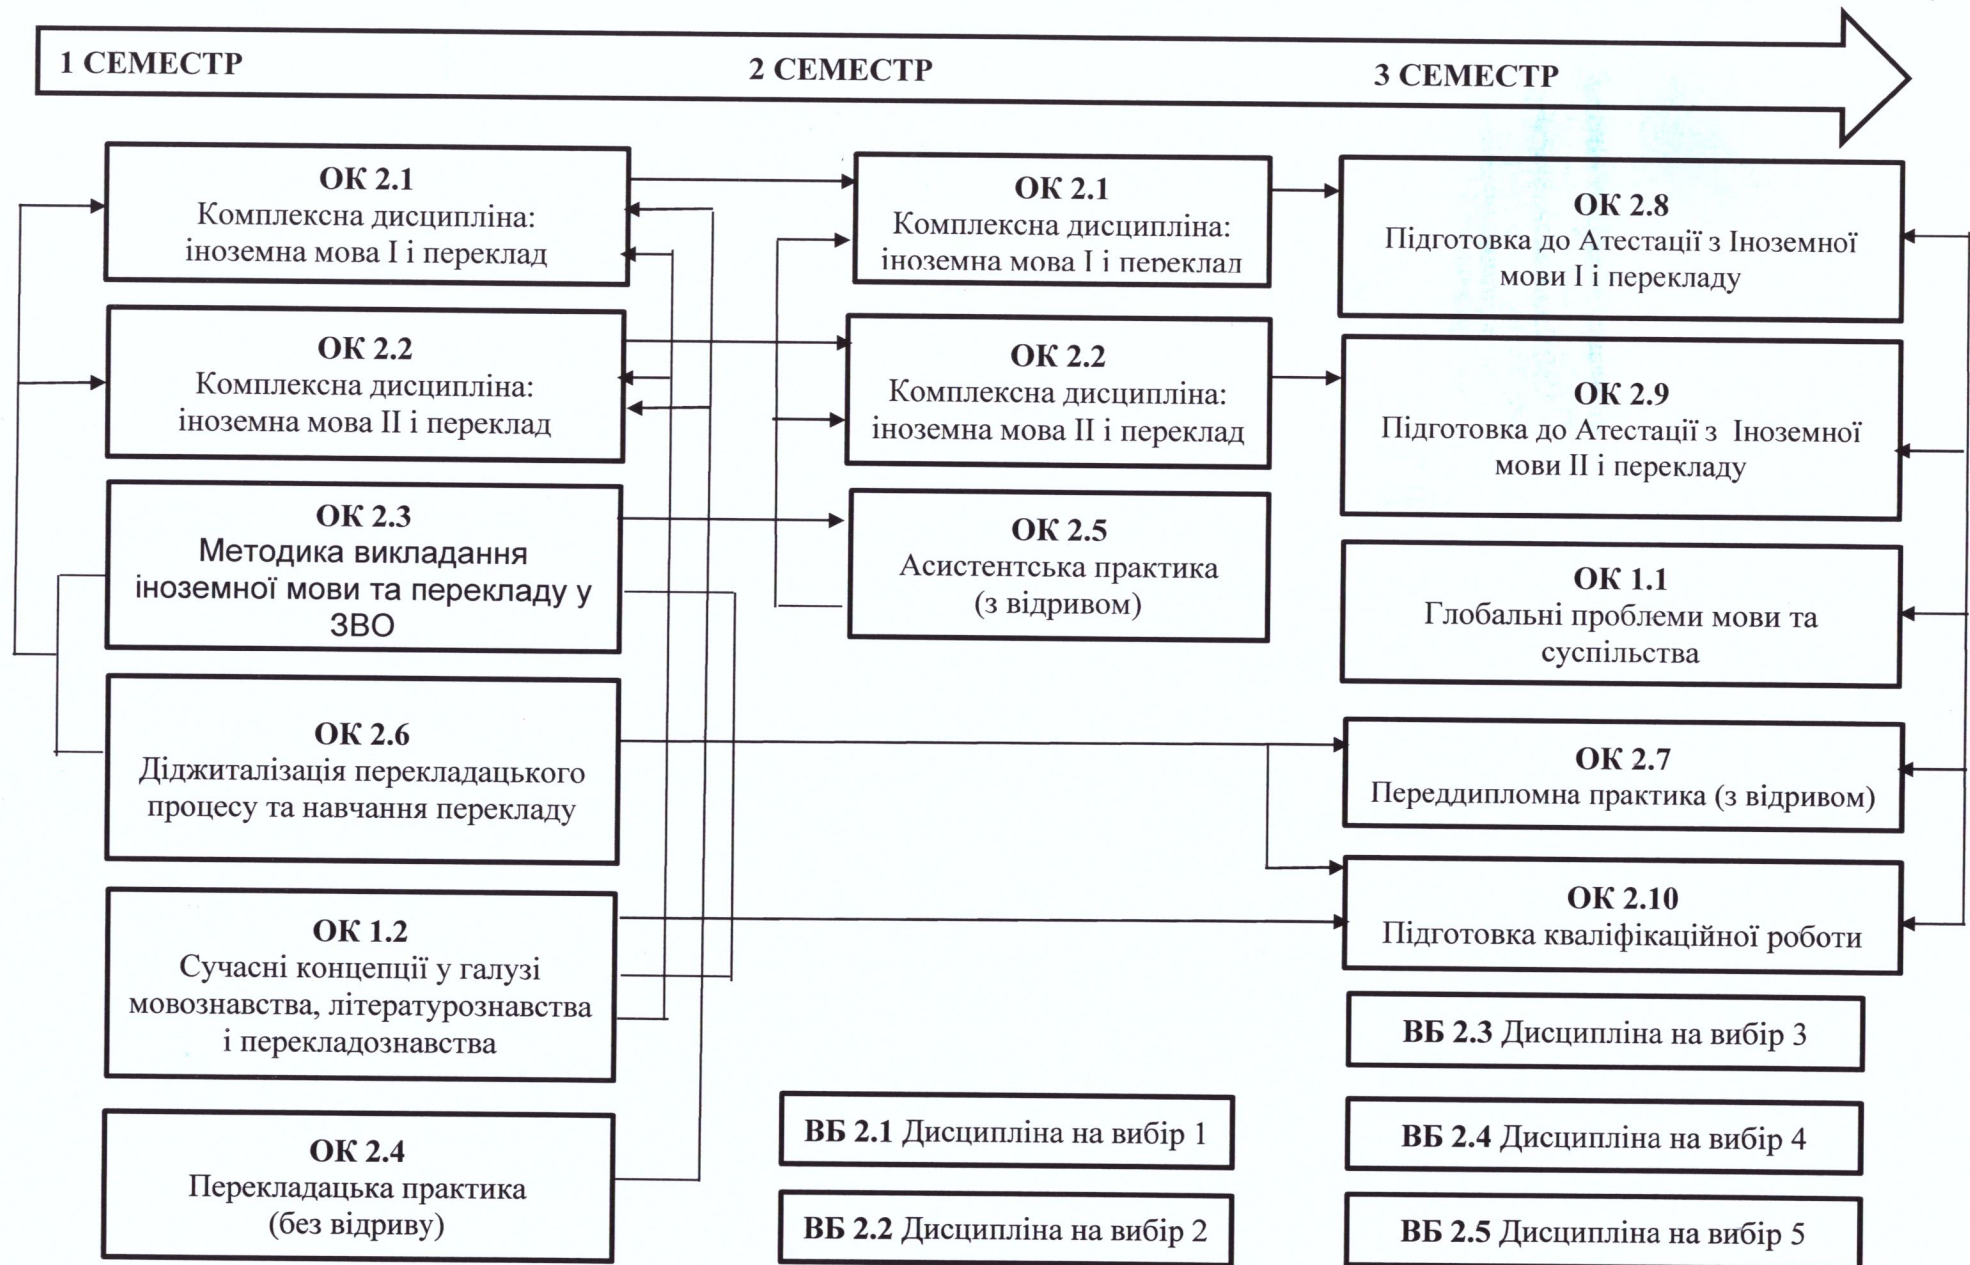 1 СЕМЕСТР
2 СЕМЕСТР
3 СЕМЕСТР
ОК 2.1
Комплексна дисципліна:
іноземна мова І і переклад
ОК 2.2
Комплексна дисципліна:
іноземна мова ІІ і переклад
ОК 2.3
Методика викладання
іноземної мови та перекладу у
ЗВО
ОК 2.6
Діджиталізація перекладацького
процесу та навчання перекладу
ОК 1.2
Сучасні концепції у галузі
мовознавства, літературознавства
і перекладознавства
ОК 2.4
Перекладацька практика
(без відриву)
ОК 2.1
Комплексна дисципліна:
іноземна мова І і переклад
ОК 2.2
Комплексна дисципліна:
іноземна мова ІІ і переклад
ОК 2.5
Асистентська практика
(з відривом)
ВБ 2.1 Дисципліна на вибір 1
ВБ 2.2 Дисципліна на вибір 2
ОК 2.8
Підготовка до Атестації з Іноземної
мови І і перекладу
ОК 2.9
Підготовка до Атестації з Іноземної
мови ІІ і перекладу
ОК 1.1
Глобальні проблеми мови та
суспільства
ОК 2.7
Переддипломна практика (з відривом)
ОК 2.10
Підготовка кваліфікаційної роботи
ВБ 2.3 Дисципліна на вибір 3
ВБ 2.4 Дисципліна на вибір 4
ВБ 2.5 Дисципліна на вибір 5